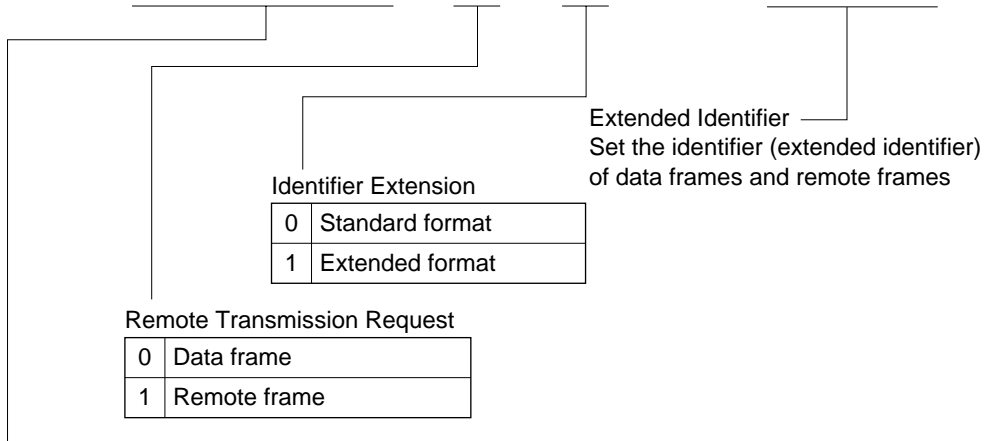 Extended Identifier
Set the identifier (extended identifier)
of data frames and remote frames
Identifier Extension
0 Standard format
1 Extended format
Remote Transmission Request
0 Data frame
1 Remote frame